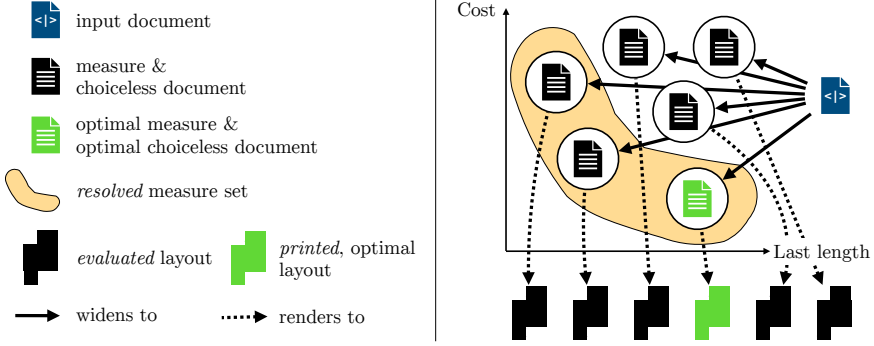 <|> input document
measure &
choiceless document
optimal measure &
optimal choiceless document
resolved measure set
evaluated layout
printed, optimal
layout
widens to
renders to
Cost
<|>
Last length